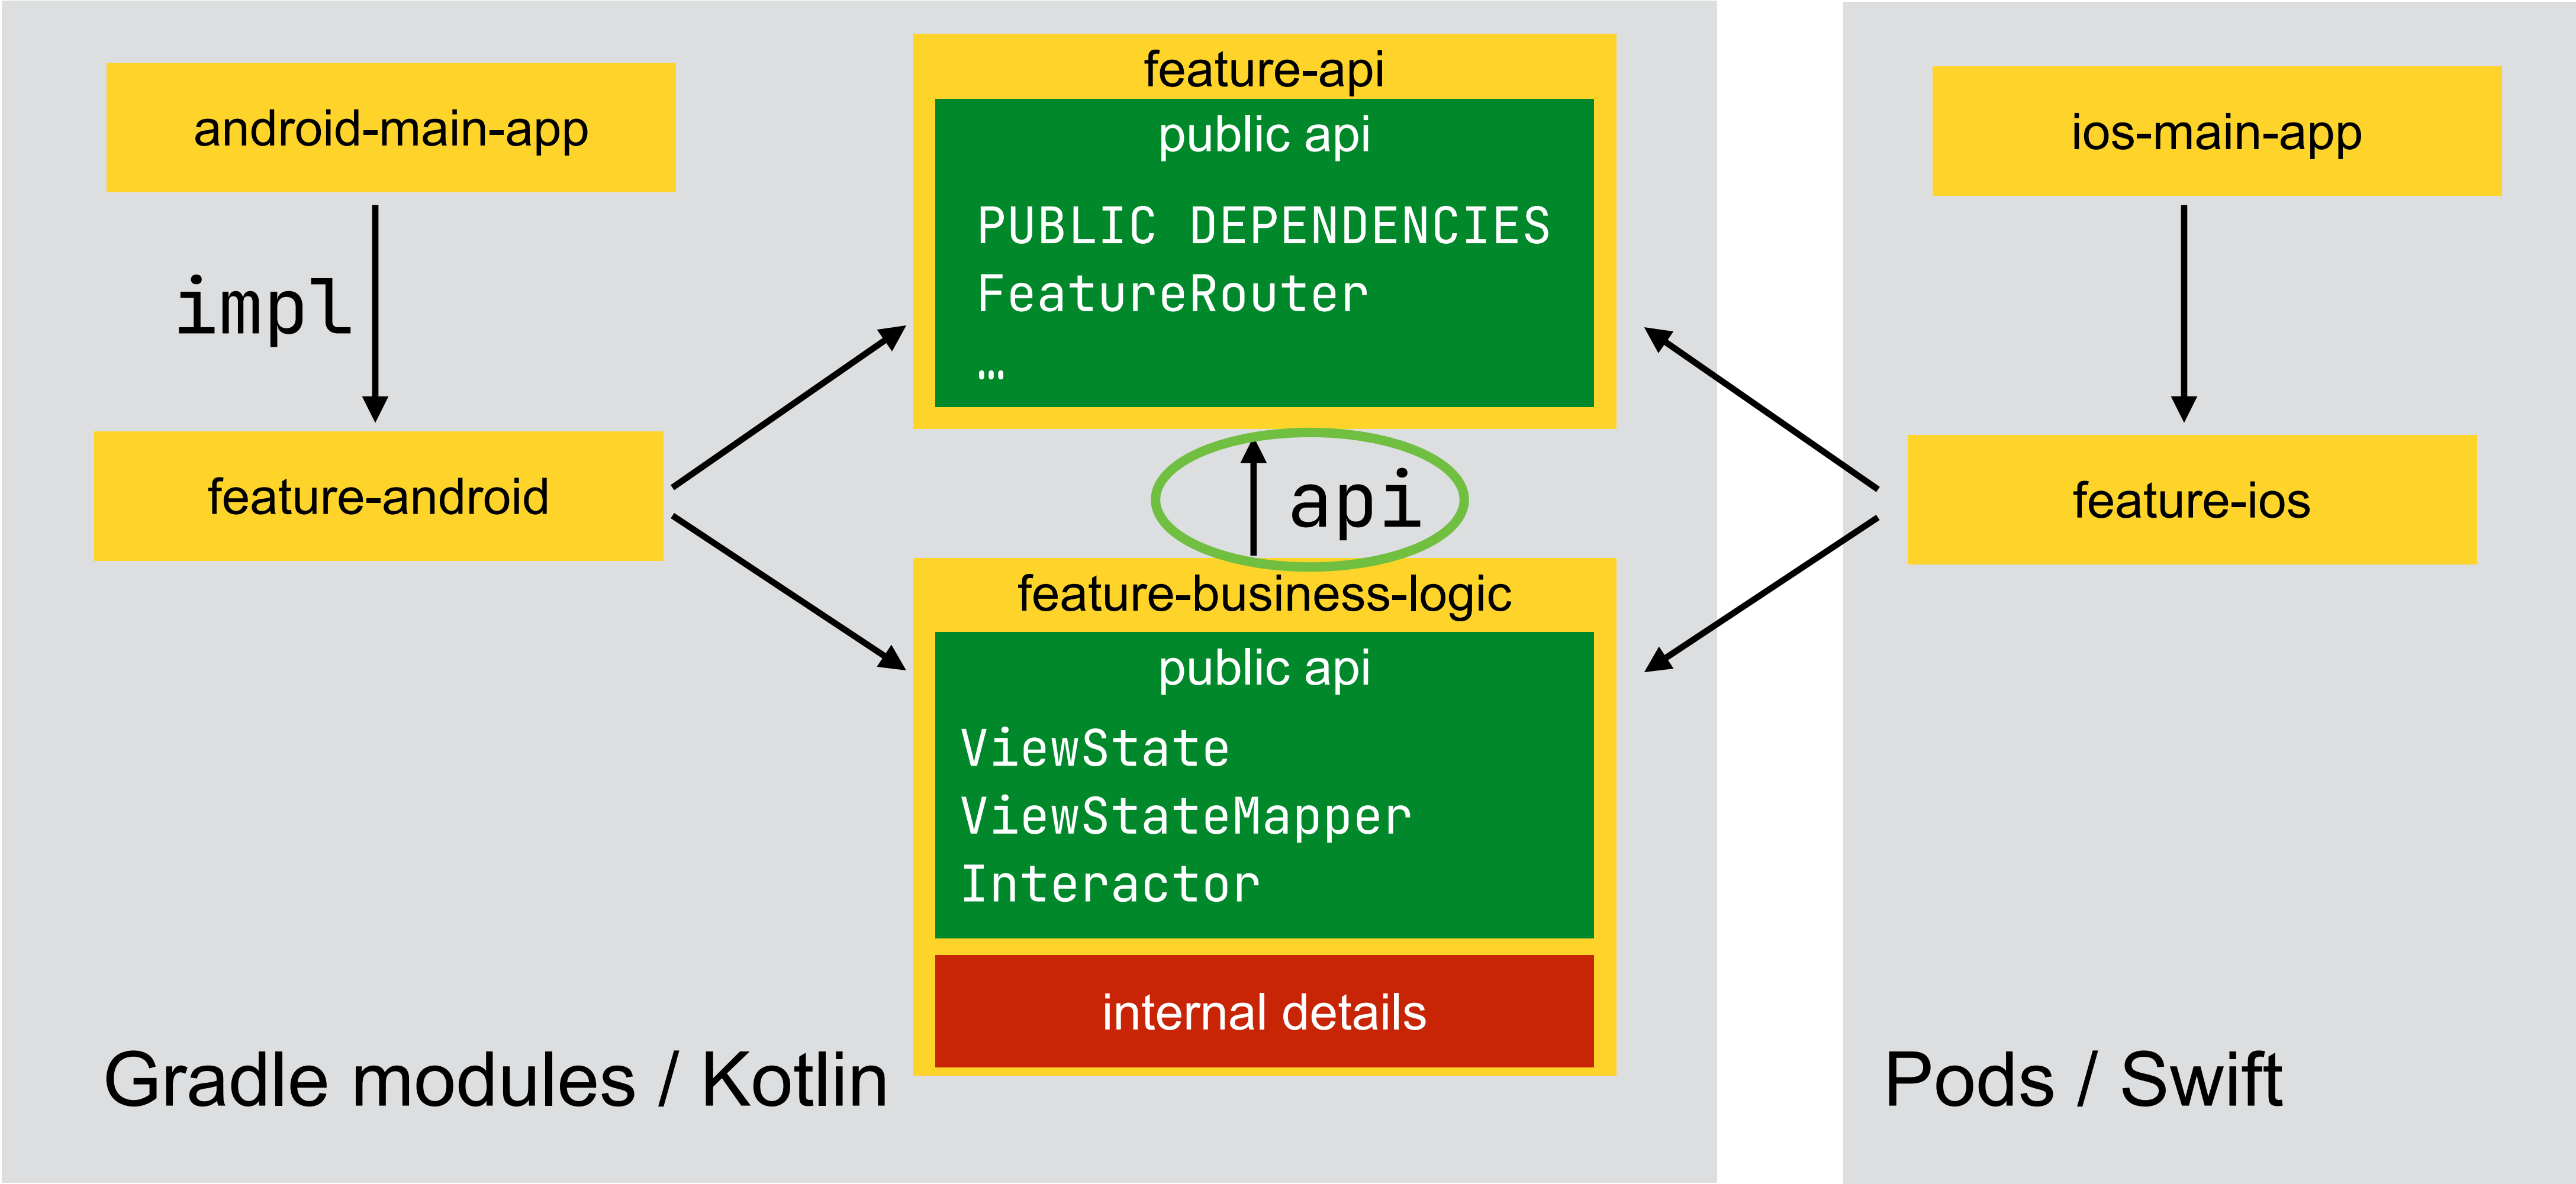 android-main-app
impl
feature-android
feature-api
public api
PUBLIC DEPENDENCIES
FeatureRouter
…
api
feature-business-logic
public api
ViewState
ViewStateMapper
Interactor
internal details
Gradle modules / Kotlin
ios-main-app
feature-ios
Pods / Swift